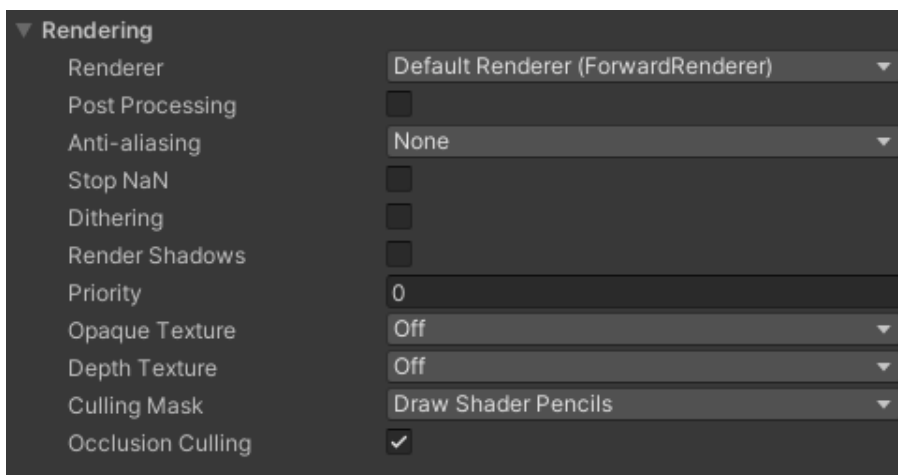 Rendering
Renderer Default Renderer (ForwardRenderer)
Post Processing
Anti-aliasing None
Stop NaN
Dithering
Render Shadows
Priority 0
Opaque Texture Off
Depth Texture Off
Culling Mask Draw Shader Pencils
Occlusion Culling